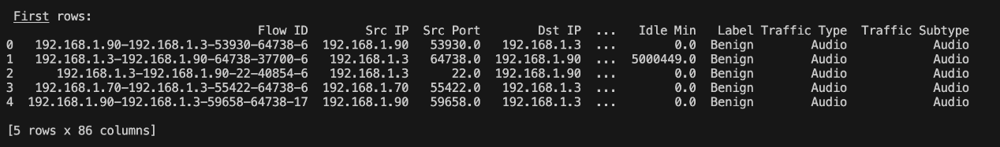 First rows:
Flow ID Src IP Src Port Dst IP ... Idle Min Label Traffic Type Traffic Subtype
0 192.168.1.90-192.168.1.3-53930-64738-6 192.168.1.90 53930.0 192.168.1.3 ... 0.0 Benign Audio Audio
1 192.168.1.3-192.168.1.90-64738-37700-6 192.168.1.3 64738.0 192.168.1.90 ... 5000449.0 Benign Audio Audio
2 192.168.1.3-192.168.1.90-22-40854-6 192.168.1.3 22.0 192.168.1.90 ... 0.0 Benign Audio Audio
3 192.168.1.70-192.168.1.3-55422-64738-6 192.168.1.70 55422.0 192.168.1.3 ... 0.0 Benign Audio Audio
4 192.168.1.90-192.168.1.3-59658-64738-17 192.168.1.90 59658.0 192.168.1.3 ... 0.0 Benign Audio Audio
[5 rows x 86 columns]